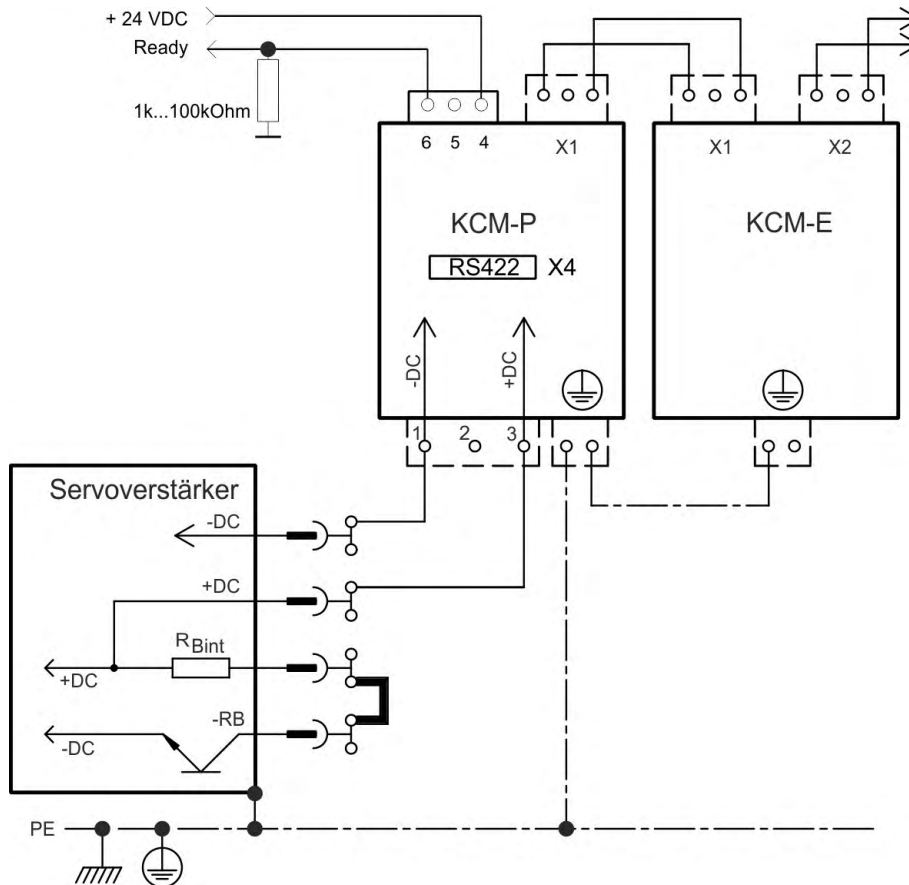 + 24 VDC
Ready
1k...100kOhm
6 5 4
X1
X1
X2
KCM-P
KCM-E
RS422 X4
-DC
+DC
1 2 3
Servoverstärker
-DC
+DC
RBint
+DC
-RB
-DC
PE